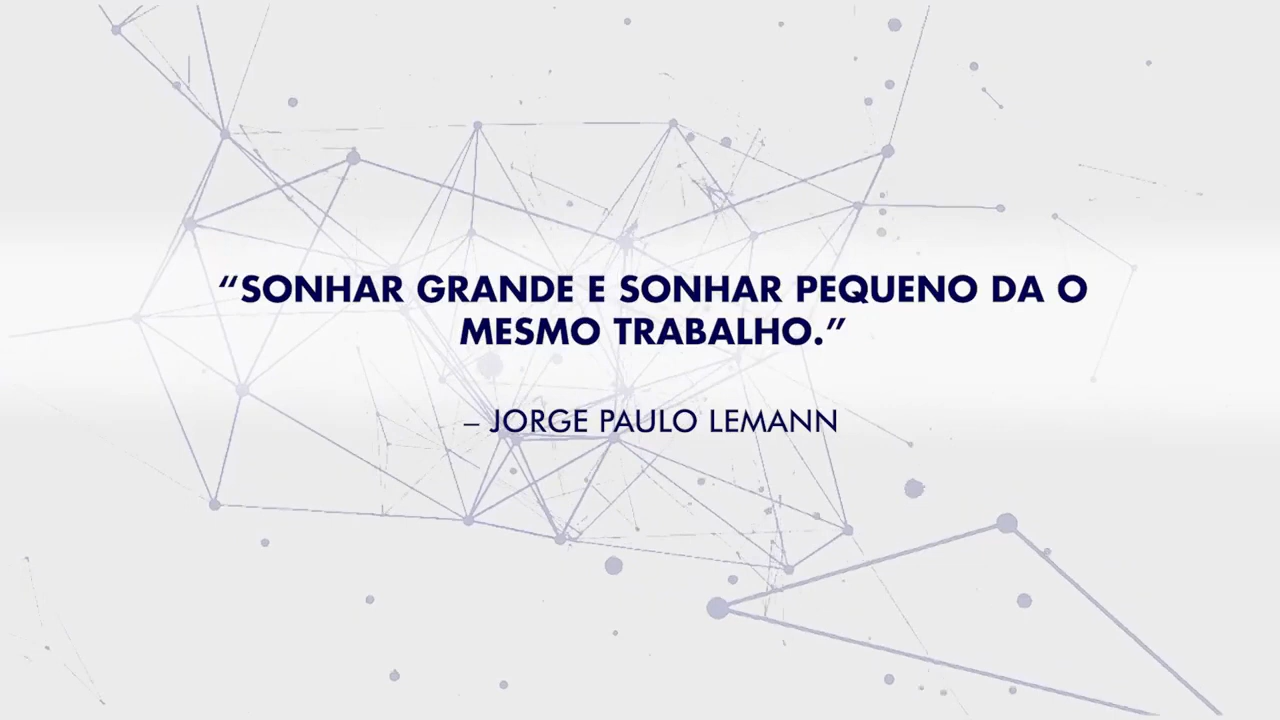 “SONHAR GRANDE E SONHAR PEQUENO DA O
MESMO TRABALHO.”
– JORGE PAULO LEMANN